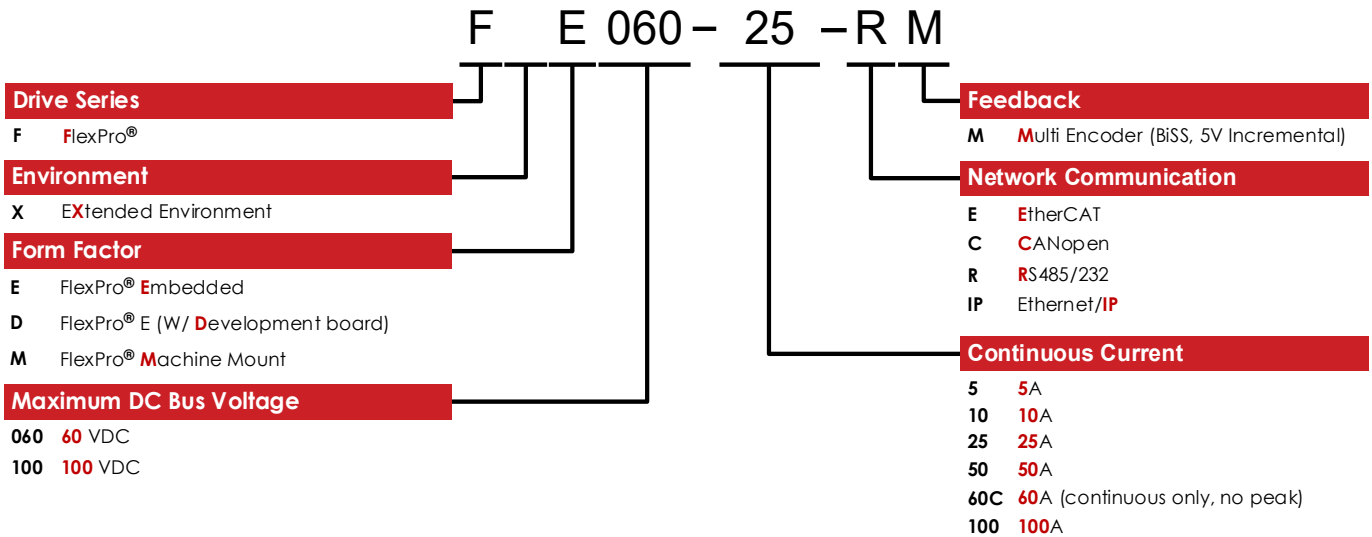 F E 060 – 25 – R M
Drive Series
F FlexPro®
Environment
X EXtended Environment
Form Factor
E FlexPro® Embedded
D FlexPro® E (W/ Development board)
M FlexPro® Machine Mount
Maximum DC Bus Voltage
060 60 VDC
100 100 VDC
Feedback
M Multi Encoder (BiSS, 5V Incremental)
Network Communication
E EtherCAT
C CANopen
R RS485/232
IP Ethernet/IP
Continuous Current
5 5A
10 10A
25 25A
50 50A
60C 60A (continuous only, no peak)
100 100A